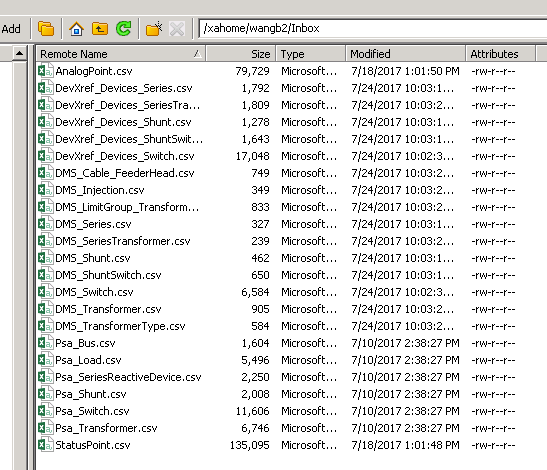 Add /xahome/wangb2/Inbox
Remote Name Size Type Modified Attributes
AnalogPoint.csv 79,729 Microsoft... 7/18/2017 1:01:50 PM -rw-r--r--
DevXref_Devices_Series.csv 1,792 Microsoft... 7/24/2017 10:03:1... -rw-r--r--
DevXref_Devices_SeriesTra... 1,809 Microsoft... 7/24/2017 10:03:2... -rw-r--r--
DevXref_Devices_Shunt.csv 1,278 Microsoft... 7/24/2017 10:03:1... -rw-r--r--
DevXref_Devices_ShuntSwit... 1,643 Microsoft... 7/24/2017 10:03:1... -rw-r--r--
DevXref_Devices_Switch.csv 17,048 Microsoft... 7/24/2017 10:02:3... -rw-r--r--
DMS_Cable_FeederHead.csv 749 Microsoft... 7/24/2017 10:03:2... -rw-r--r--
DMS_Injection.csv 349 Microsoft... 7/24/2017 10:03:2... -rw-r--r--
DMS_LimitGroup_Transform... 833 Microsoft... 7/24/2017 10:03:2... -rw-r--r--
DMS_Series.csv 327 Microsoft... 7/24/2017 10:03:1... -rw-r--r--
DMS_SeriesTransformer.csv 239 Microsoft... 7/24/2017 10:03:2... -rw-r--r--
DMS_Shunt.csv 462 Microsoft... 7/24/2017 10:03:1... -rw-r--r--
DMS_ShuntSwitch.csv 650 Microsoft... 7/24/2017 10:03:1... -rw-r--r--
DMS_Switch.csv 6,584 Microsoft... 7/24/2017 10:02:3... -rw-r--r--
DMS_Transformer.csv 905 Microsoft... 7/24/2017 10:03:2... -rw-r--r--
DMS_TransformerType.csv 584 Microsoft... 7/24/2017 10:03:2... -rw-r--r--
Psa_Bus.csv 1,604 Microsoft... 7/10/2017 2:38:27 PM -rw-r--r--
Psa_Load.csv 5,496 Microsoft... 7/10/2017 2:38:27 PM -rw-r--r--
Psa_SeriesReactiveDevice.csv 2,250 Microsoft... 7/10/2017 2:38:27 PM -rw-r--r--
Psa_Shunt.csv 2,008 Microsoft... 7/10/2017 2:38:27 PM -rw-r--r--
Psa_Switch.csv 11,606 Microsoft... 7/10/2017 2:38:27 PM -rw-r--r--
Psa_Transformer.csv 6,746 Microsoft... 7/10/2017 2:38:27 PM -rw-r--r--
StatusPoint.csv 135,095 Microsoft... 7/18/2017 1:01:48 PM -rw-r--r--